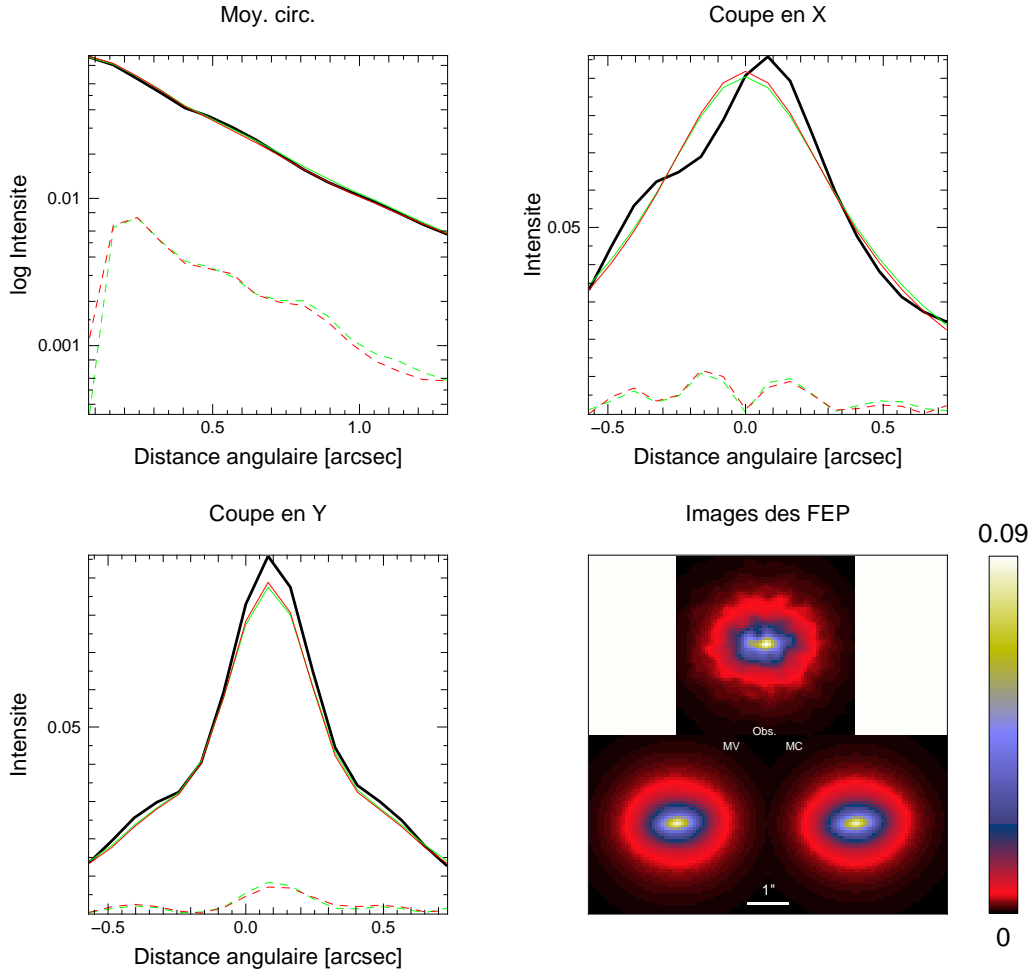 Moy. circ.
log Intensite
0.01
0.001
0.5
1.0
Distance angulaire [arcsec]
Coupe en X
Intensite
0.05
−0.5
0.0
0.5
Distance angulaire [arcsec]
Coupe en Y
Intensite
0.05
−0.5
0.0
0.5
Distance angulaire [arcsec]
Images des FEP
Obs.
MV
MC
1"
0.09
0